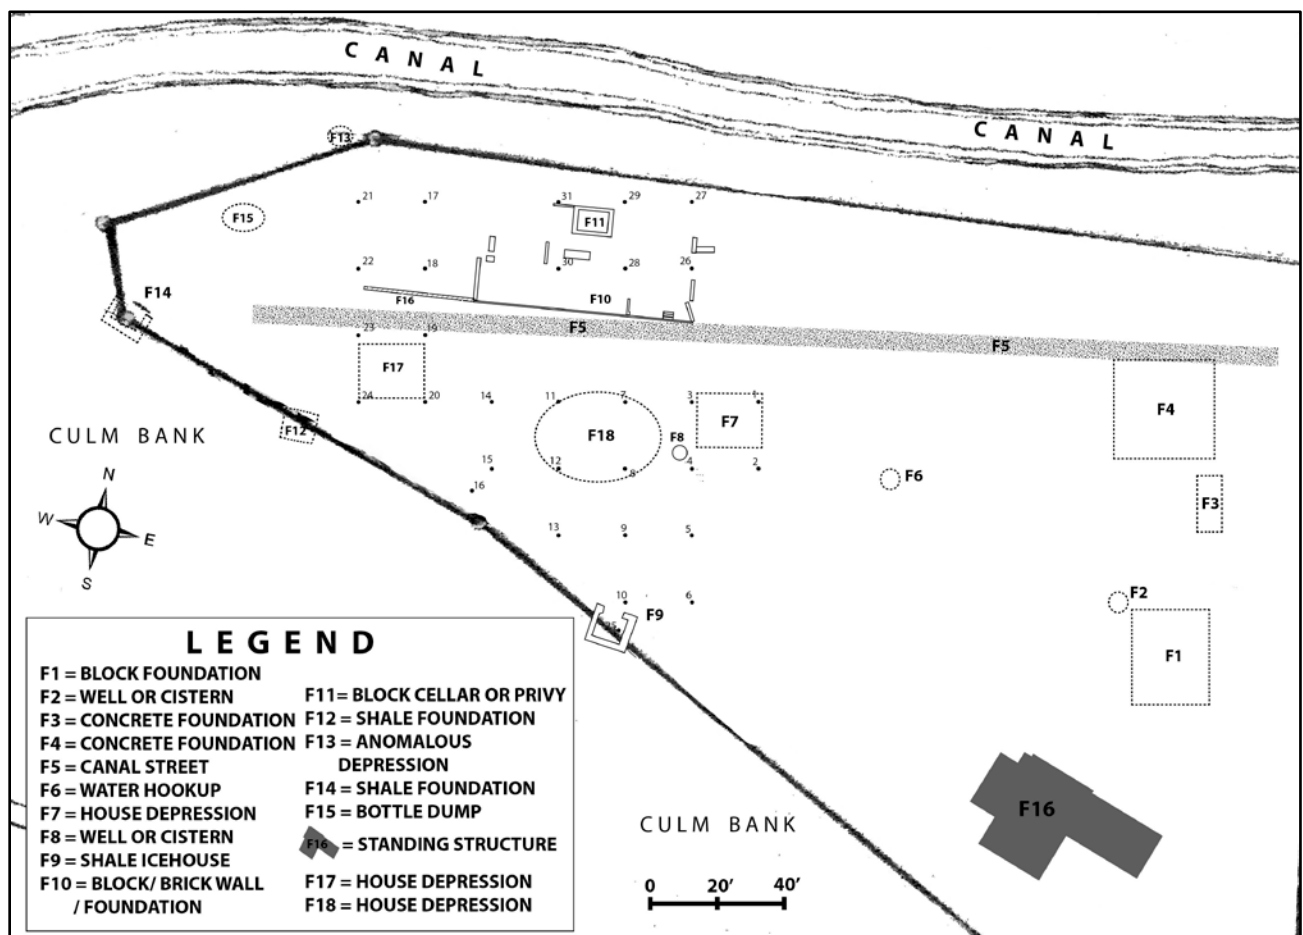 CANAL
CANAL
F13
21
17
31
29
27
F15
F11
22
18
30
28
26
F14
F16
F10
F5
F5
23
19
F17
24
20
14
11
7
3
1
F7
F4
F18
F8
CULM BANK
F12
15
12
8
4
2
F6
16
F3
N
W
E
S
13
9
5
10
6
F9
F2
F1
F16
CULM BANK
0 20' 40'
LEGEND
F1 = BLOCK FOUNDATION
F2 = WELL OR CISTERN
F3 = CONCRETE FOUNDATION
F4 = CONCRETE FOUNDATION
F5 = CANAL STREET
F6 = WATER HOOKUP
F7 = HOUSE DEPRESSION
F8 = WELL OR CISTERN
F9 = SHALE ICEHOUSE
F10 = BLOCK/ BRICK WALL
/ FOUNDATION
F11= BLOCK CELLAR OR PRIVY
F12 = SHALE FOUNDATION
F13 = ANOMALOUS
DEPRESSION
F14 = SHALE FOUNDATION
F15 = BOTTLE DUMP
F16 = STANDING STRUCTURE
F17 = HOUSE DEPRESSION
F18 = HOUSE DEPRESSION